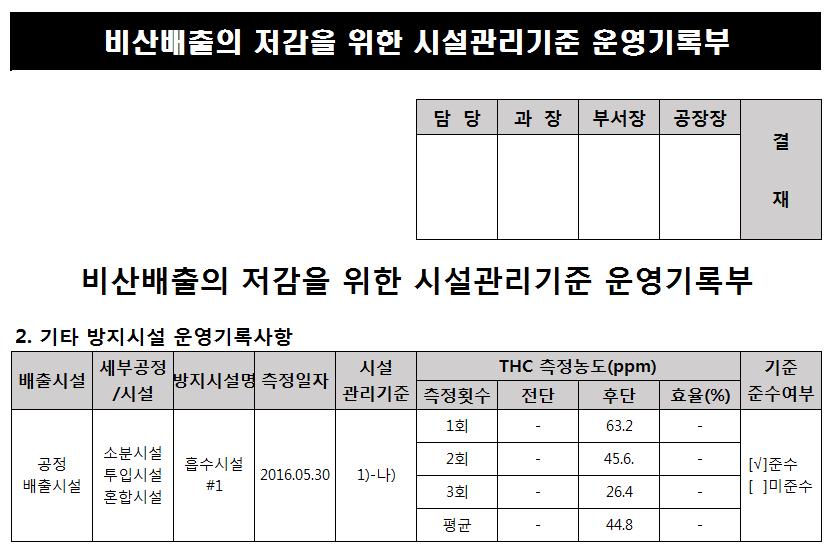 비산배출의 저감을 위한 시설관리기준 운영기록부
담 당 과 장 부서장 공장장 결 재
비산배출의 저감을 위한 시설관리기준 운영기록부
2. 기타 방지시설 운영기록사항
배출시설 세부공정 /시설 방지시설명 측정일자 시설 관리기준 THC 측정농도(ppm) 기준 준수여부
측정횟수 전단 후단 효율(%)
공정 배출시설 소분시설 투입시설 혼합시설 흡수시설 #1 2016.05.30 1)-나) 1회 - 63.2 - [√]준수 [ ]미준수
2회 - 45.6. -
3회 - 26.4 -
평균 - 44.8 -